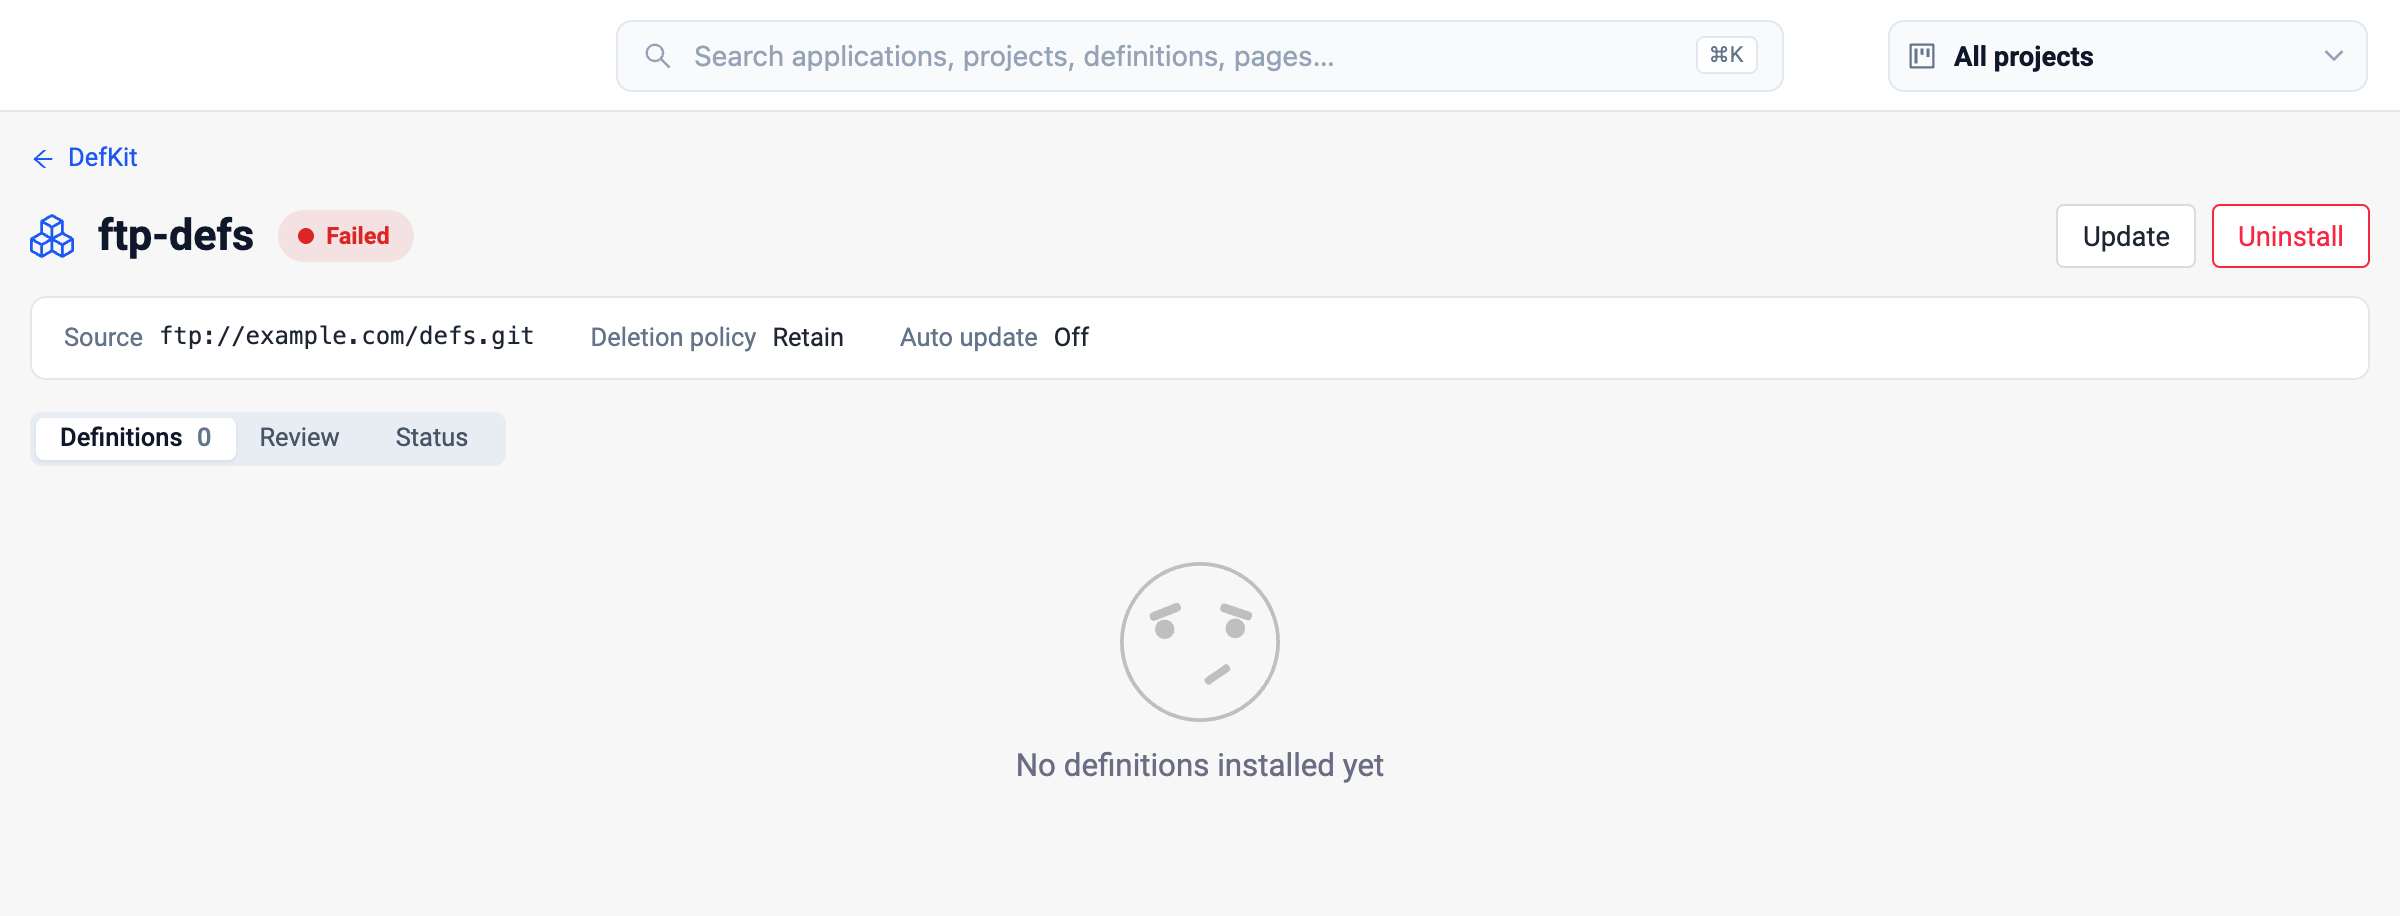 Search applications, projects, definitions, pages...
⌘K
All projects
← DefKit
ftp-defs
Failed
Update
Uninstall
Source ftp://example.com/defs.git Deletion policy Retain Auto update Off
Definitions 0 Review Status
No definitions installed yet